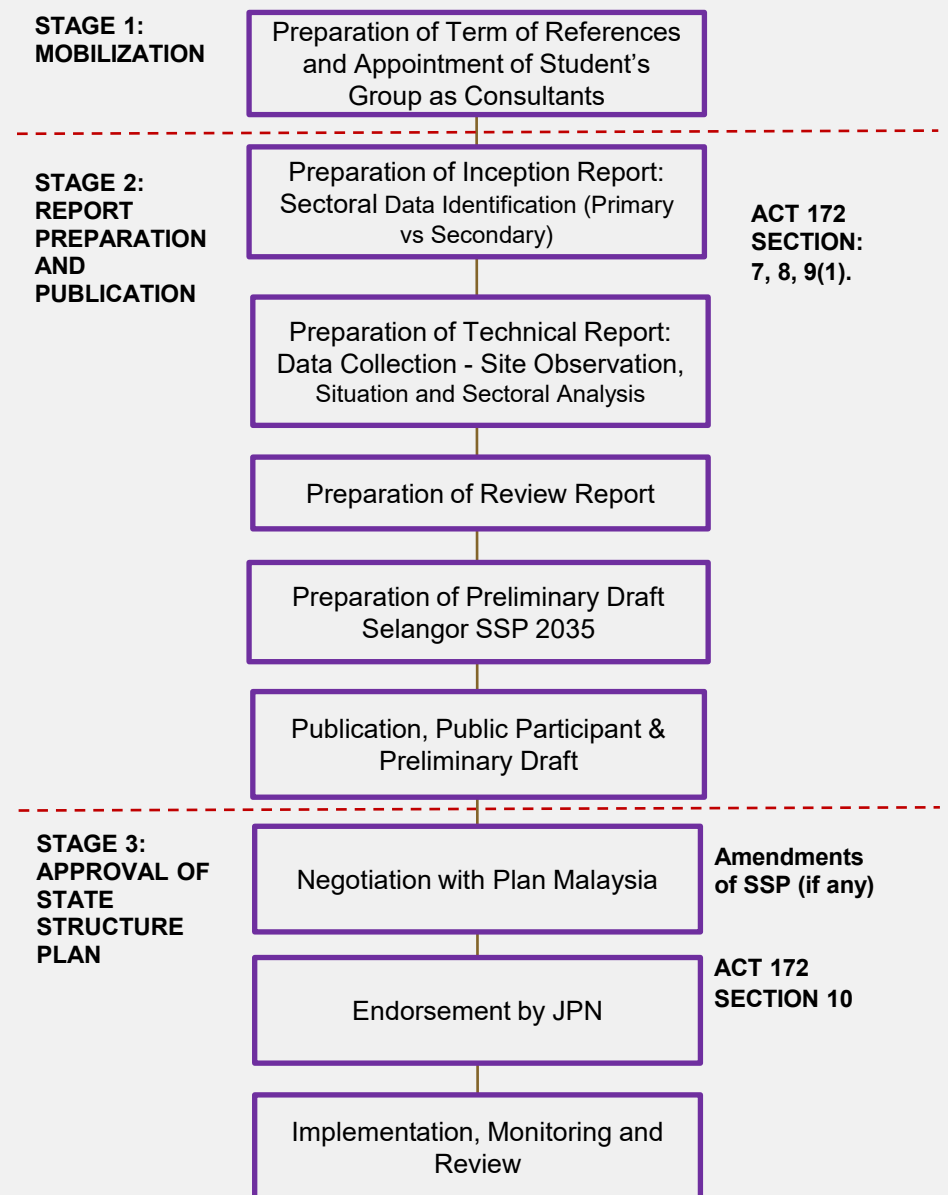 STAGE 1:
MOBILIZATION
Preparation of Term of References
and Appointment of Student’s
Group as Consultants
STAGE 2:
REPORT
PREPARATION
AND
PUBLICATION
Preparation of Inception Report:
Sectoral Data Identification (Primary
vs Secondary)
ACT 172
SECTION:
7, 8, 9(1).
Preparation of Technical Report:
Data Collection - Site Observation,
Situation and Sectoral Analysis
Preparation of Review Report
Preparation of Preliminary Draft
Selangor SSP 2035
Publication, Public Participant &
Preliminary Draft
STAGE 3:
APPROVAL OF
STATE
STRUCTURE
PLAN
Negotiation with Plan Malaysia
Amendments
of SSP (if any)
Endorsement by JPN
ACT 172
SECTION 10
Implementation, Monitoring and
Review